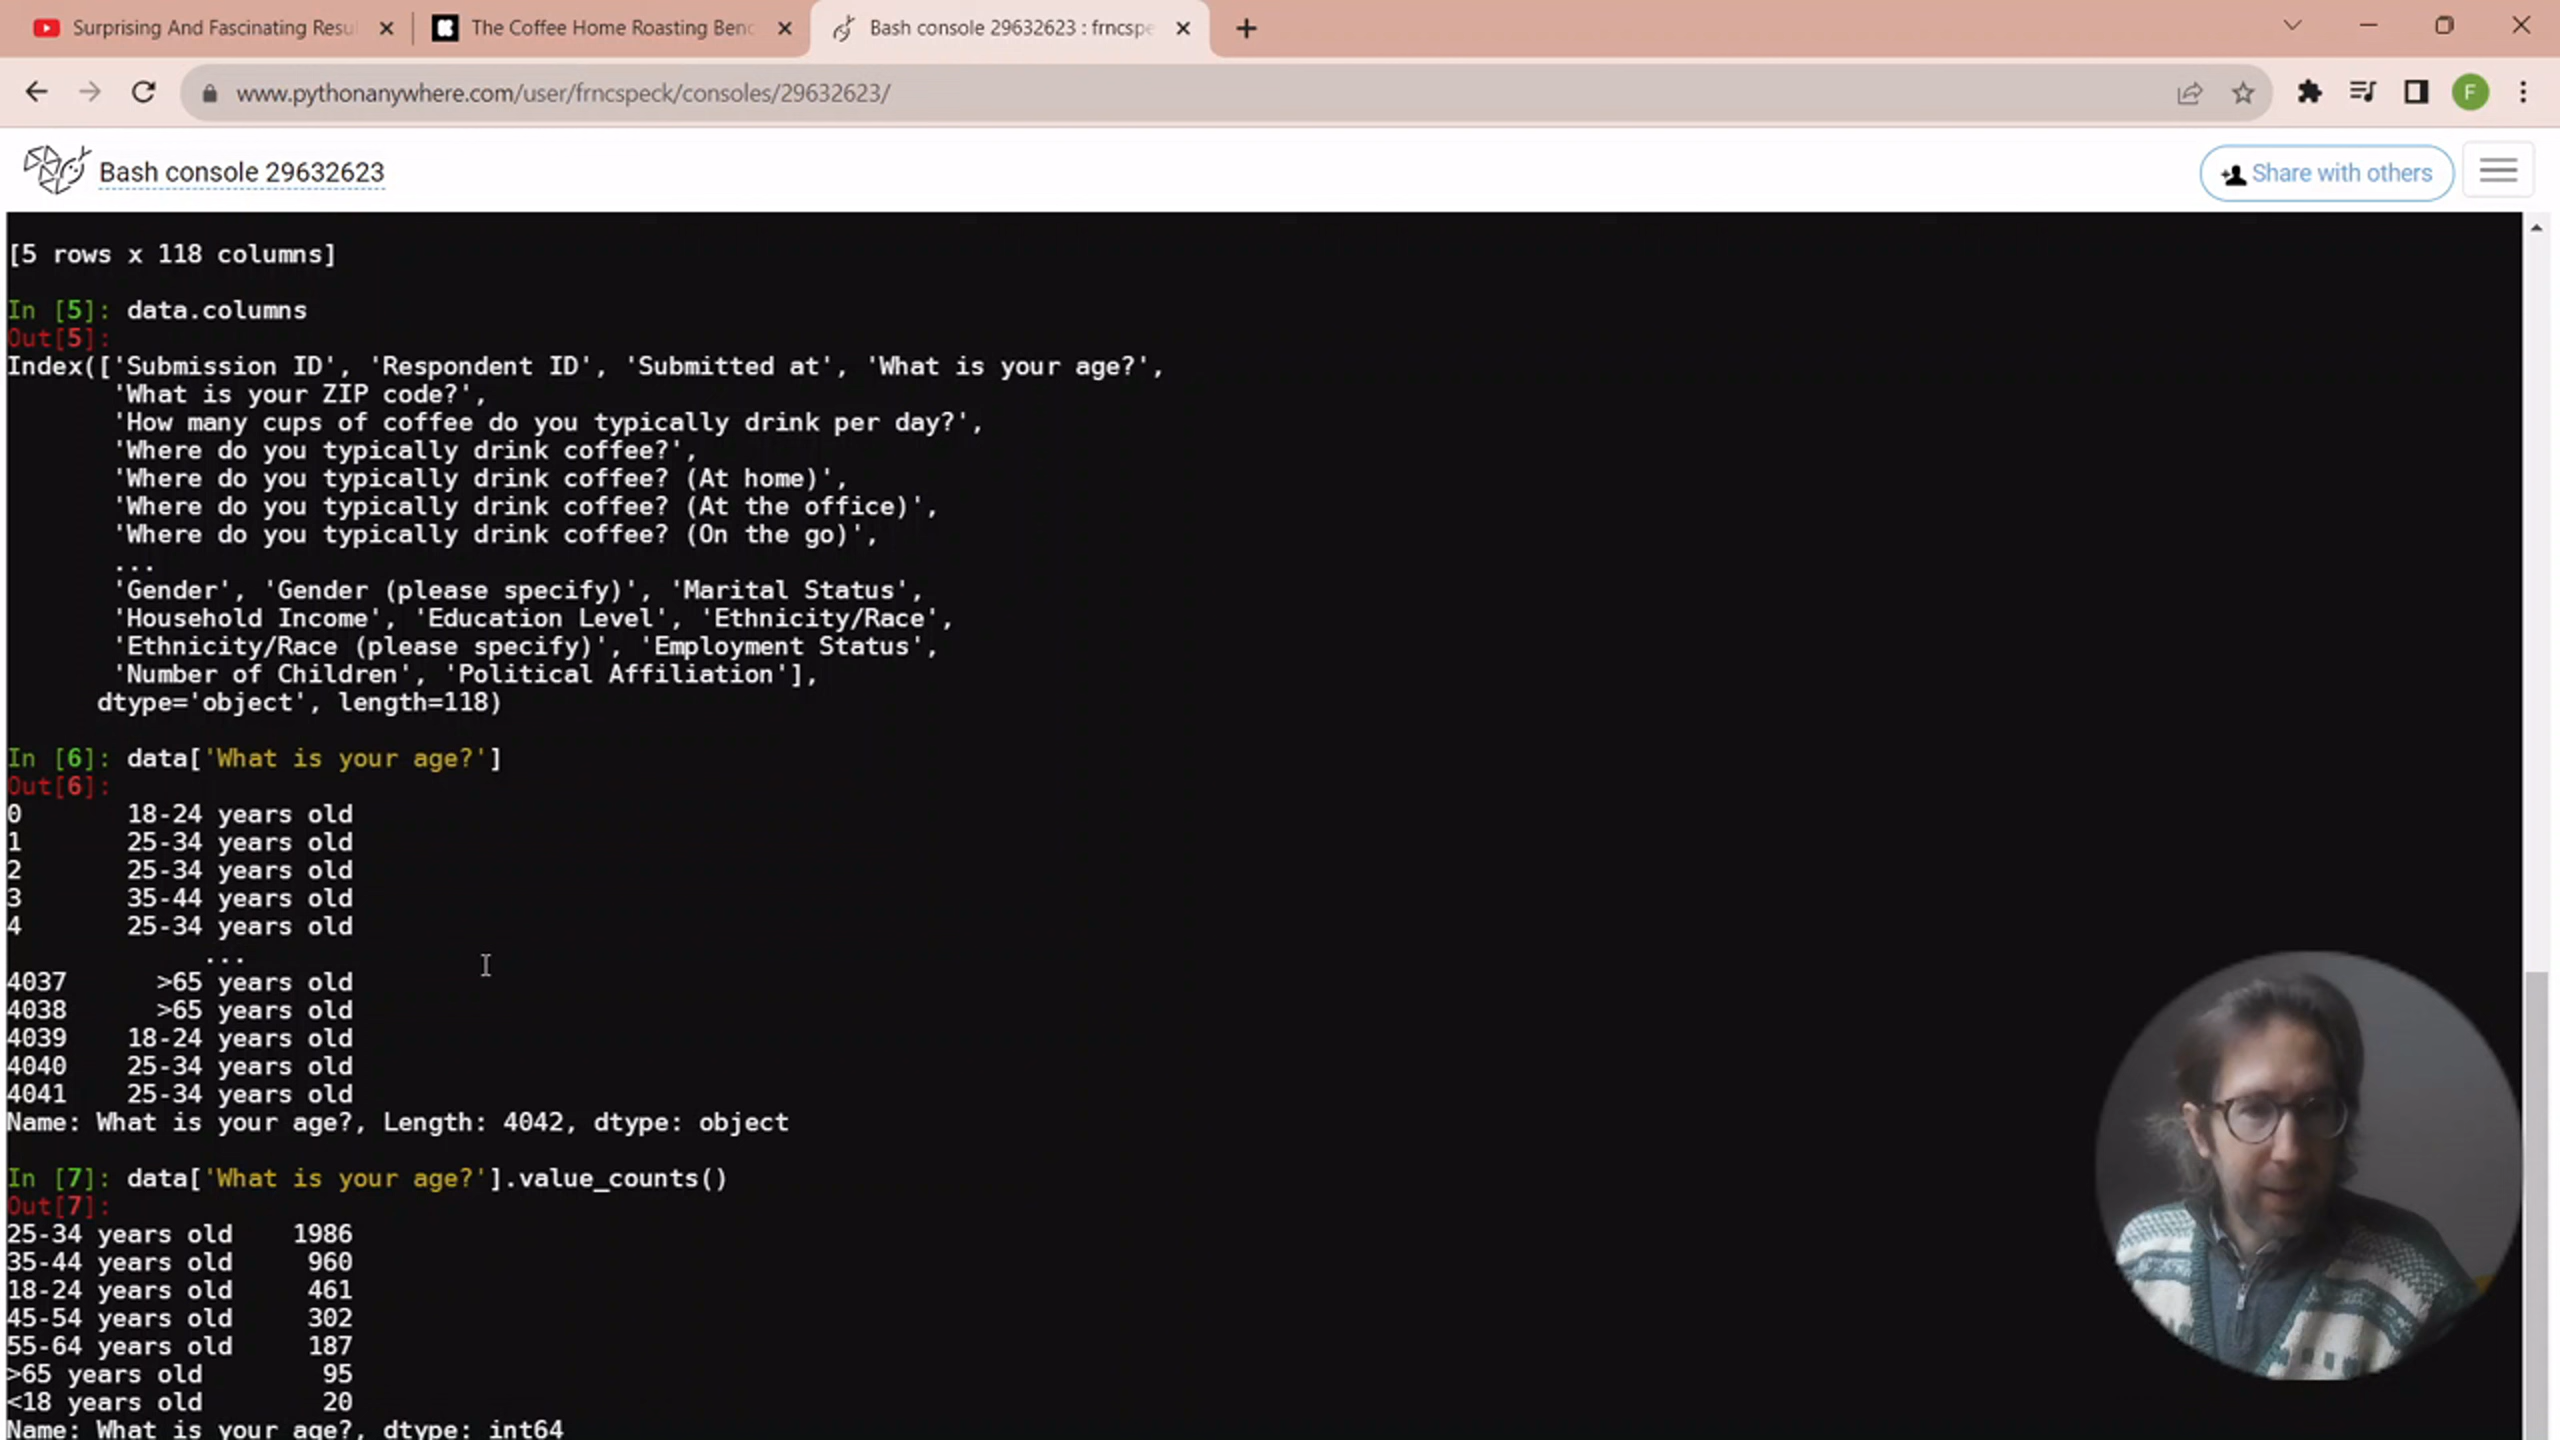 Surprising And Fascinating Resu
The Coffee Home Roasting Benc
Bash console 29632623 : frncspe
www.pythonanywhere.com/user/frncspeck/consoles/29632623/
F
Bash console 29632623
Share with others
[5 rows x 118 columns]
In [5]: data.columns
Out[5]:
Index(['Submission ID', 'Respondent ID', 'Submitted at', 'What is your age?',
'What is your ZIP code?',
'How many cups of coffee do you typically drink per day?',
'Where do you typically drink coffee?',
'Where do you typically drink coffee? (At home)',
'Where do you typically drink coffee? (At the office)',
'Where do you typically drink coffee? (On the go)',
...
'Gender', 'Gender (please specify)', 'Marital Status',
'Household Income', 'Education Level', 'Ethnicity/Race',
'Ethnicity/Race (please specify)', 'Employment Status',
'Number of Children', 'Political Affiliation'],
dtype='object', length=118)
In [6]: data['What is your age?']
Out[6]:
0 18-24 years old
1 25-34 years old
2 25-34 years old
3 35-44 years old
4 25-34 years old
...
4037 >65 years old
4038 >65 years old
4039 18-24 years old
4040 25-34 years old
4041 25-34 years old
Name: What is your age?, Length: 4042, dtype: object
In [7]: data['What is your age?'].value_counts()
Out[7]:
25-34 years old 1986
35-44 years old 960
18-24 years old 461
45-54 years old 302
55-64 years old 187
>65 years old 95
<18 years old 20
Name: What is your age?, dtype: int64